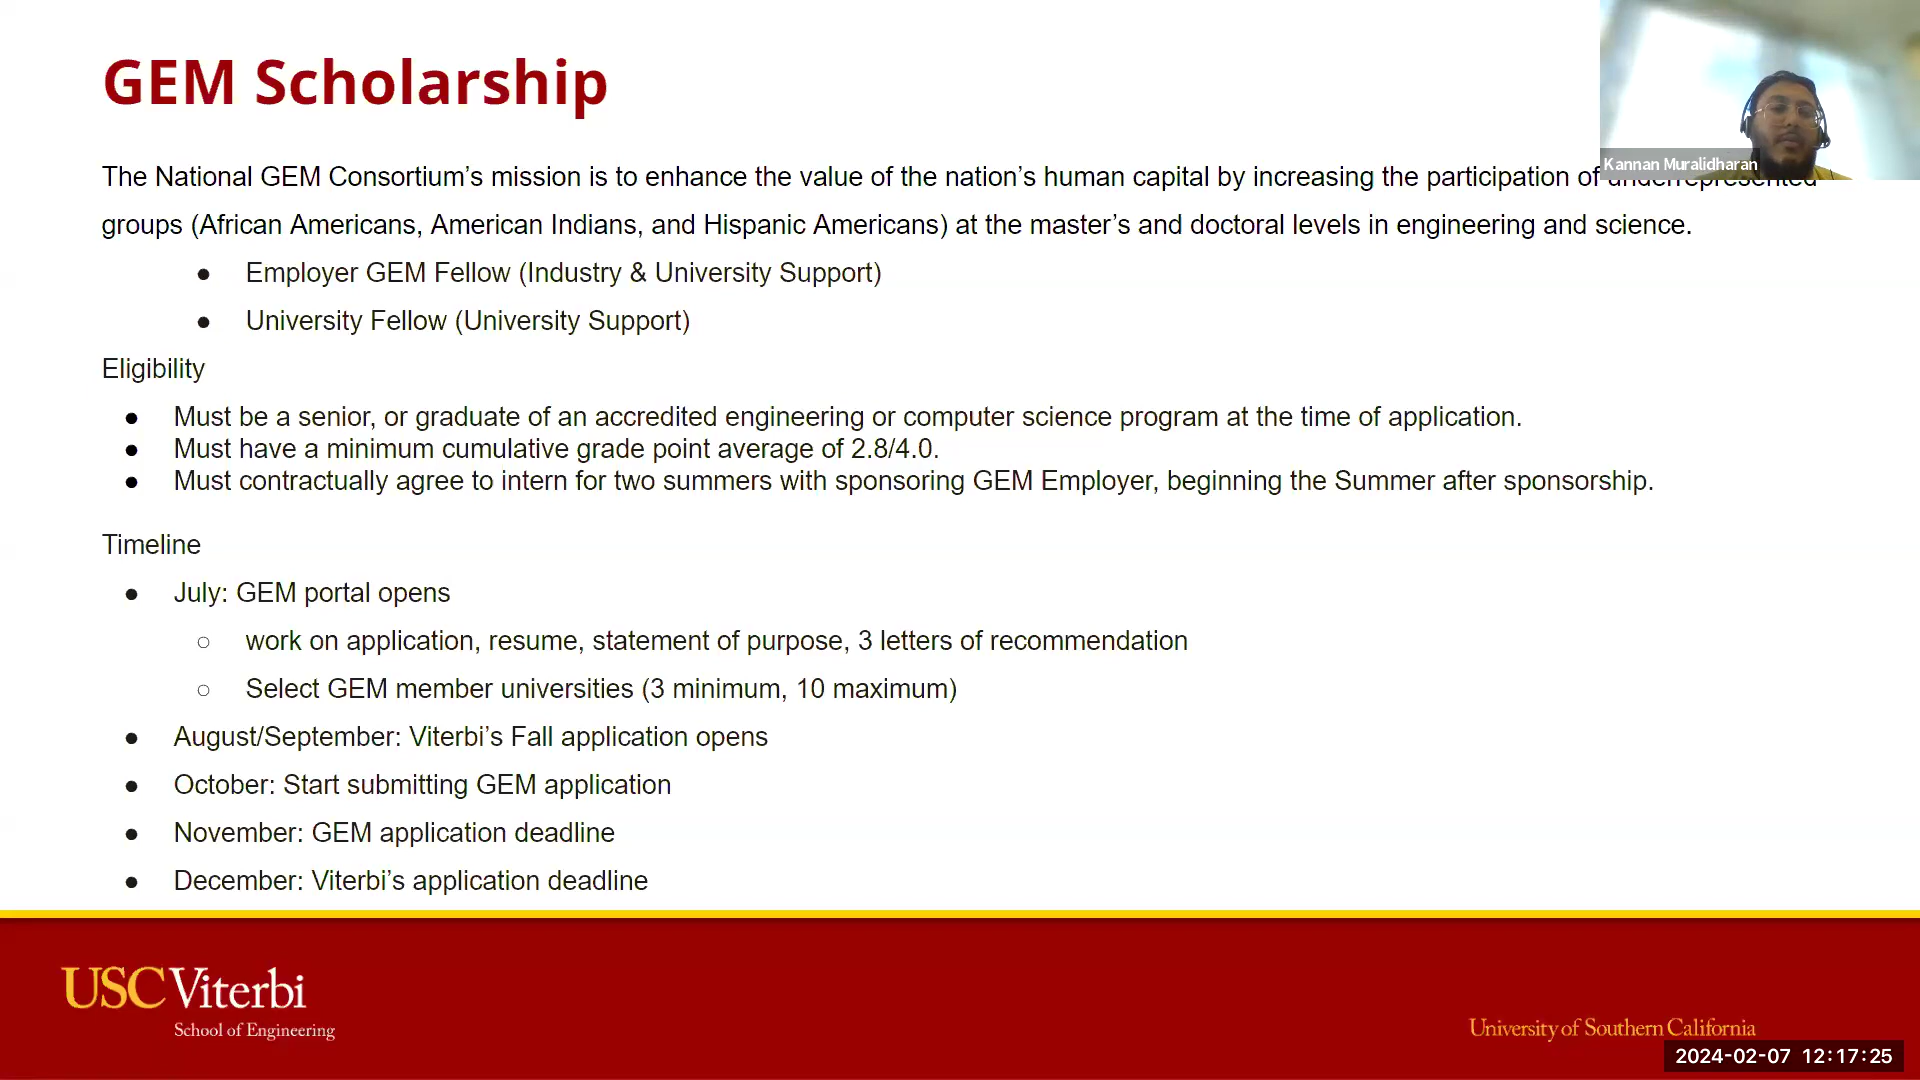 GEM Scholarship
Kannan Muralidharan
The National GEM Consortium’s mission is to enhance the value of the nation’s human capital by increasing the participation of underrepresented
groups (African Americans, American Indians, and Hispanic Americans) at the master’s and doctoral levels in engineering and science.
● Employer GEM Fellow (Industry & University Support)
● University Fellow (University Support)
Eligibility
● Must be a senior, or graduate of an accredited engineering or computer science program at the time of application.
● Must have a minimum cumulative grade point average of 2.8/4.0.
● Must contractually agree to intern for two summers with sponsoring GEM Employer, beginning the Summer after sponsorship.
Timeline
● July: GEM portal opens
○ work on application, resume, statement of purpose, 3 letters of recommendation
○ Select GEM member universities (3 minimum, 10 maximum)
● August/September: Viterbi’s Fall application opens
● October: Start submitting GEM application
● November: GEM application deadline
● December: Viterbi’s application deadline
USC Viterbi
School of Engineering
University of Southern California
2024-02-07 12:17:25